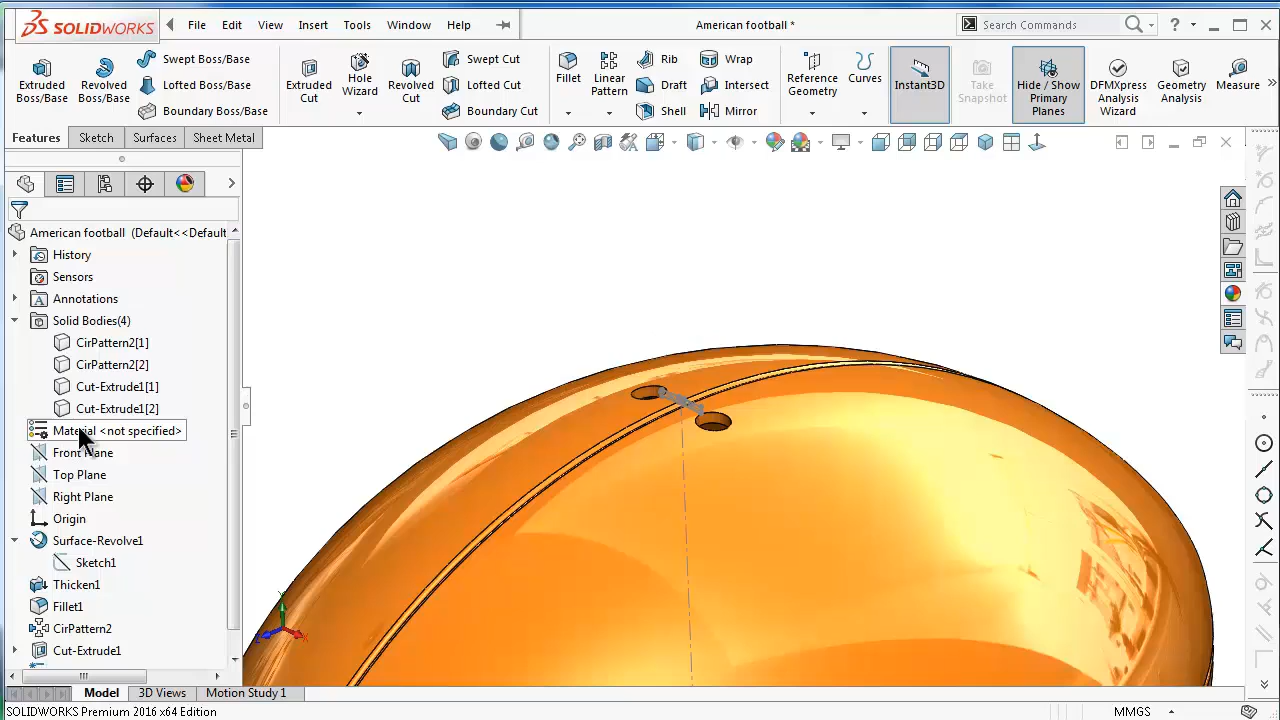 SOLIDWORKS
File Edit View Insert Tools Window Help
American football *
Search Commands
Extruded Boss/Base
Revolved Boss/Base
Swept Boss/Base
Lofted Boss/Base
Boundary Boss/Base
Extruded Cut
Hole Wizard
Revolved Cut
Swept Cut
Lofted Cut
Boundary Cut
Fillet
Linear Pattern
Rib
Draft
Shell
Wrap
Intersect
Mirror
Reference Geometry
Curves
Instant3D
Take Snapshot
Hide / Show Primary Planes
DFMXpress Analysis Wizard
Geometry Analysis
Measure
Features Sketch Surfaces Sheet Metal
American football (Default<<Default
History
Sensors
Annotations
Solid Bodies(4)
CirPattern2[1]
CirPattern2[2]
Cut-Extrude1[1]
Cut-Extrude1[2]
Material <not specified>
Front Plane
Top Plane
Right Plane
Origin
Surface-Revolve1
Sketch1
Thicken1
Fillet1
CirPattern2
Cut-Extrude1
Model 3D Views Motion Study 1
SOLIDWORKS Premium 2016 x64 Edition
MMGS